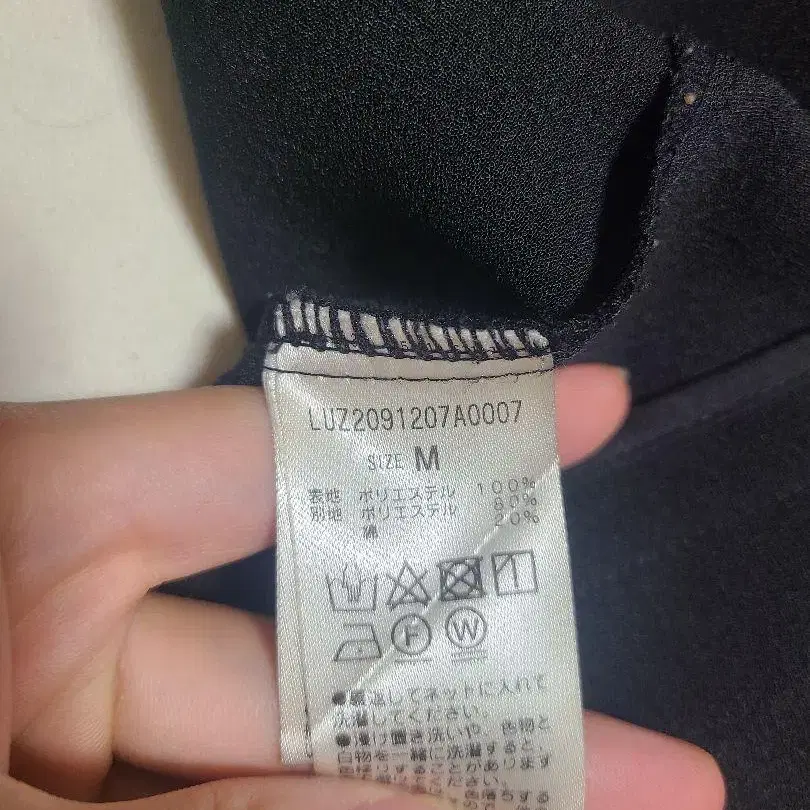 LUZ2091207A0007
SIZE M
表地 ポリエステル 100%
別地 ポリエステル 80%
綿 20%
F W
●裏返してネットに入れて
洗濯してください。
●漬け置き洗いや、色物と
白物を一緒に洗濯すると、